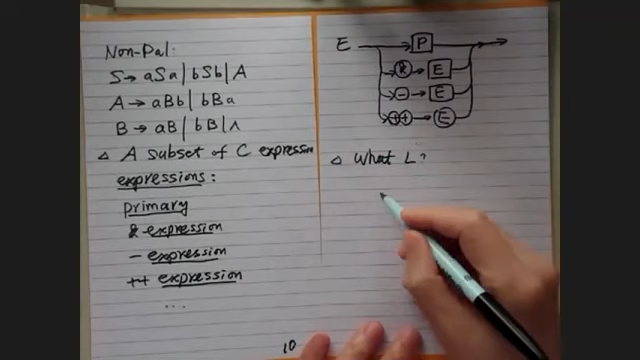 Non-Pal:
S → aSa | bSb | A
A → aBb | bBa
B → aB | bB | Λ
△ A subset of C expression
expressions:
primary
& expression
- expression
++ expression
...
10
E
P
& E
- E
++ E
△ What L?